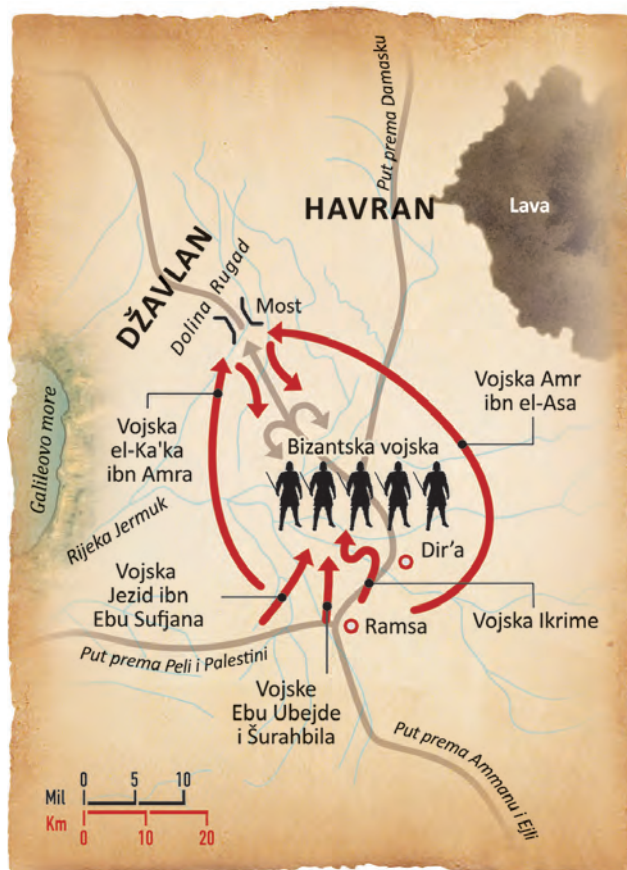 Put prema Damasku
HAVRAN
Lava
DŽAVLAN
Dolina Rugad
Most
Vojska Amr
ibn el-Asa
Vojska
el-Ka'ka
ibn Amra
Bizantska vojska
Galileovo more
Rijeka Jermuk
Dir'a
Vojska
Jezid ibn
Ebu Sufjana
Vojska Ikrime
Ramsa
Put prema Peli i Palestini
Vojske
Ebu Ubejde
i Šurahbila
Put prema Ammanu i Ejli
0 5 10
Mil
Km
0 10 20